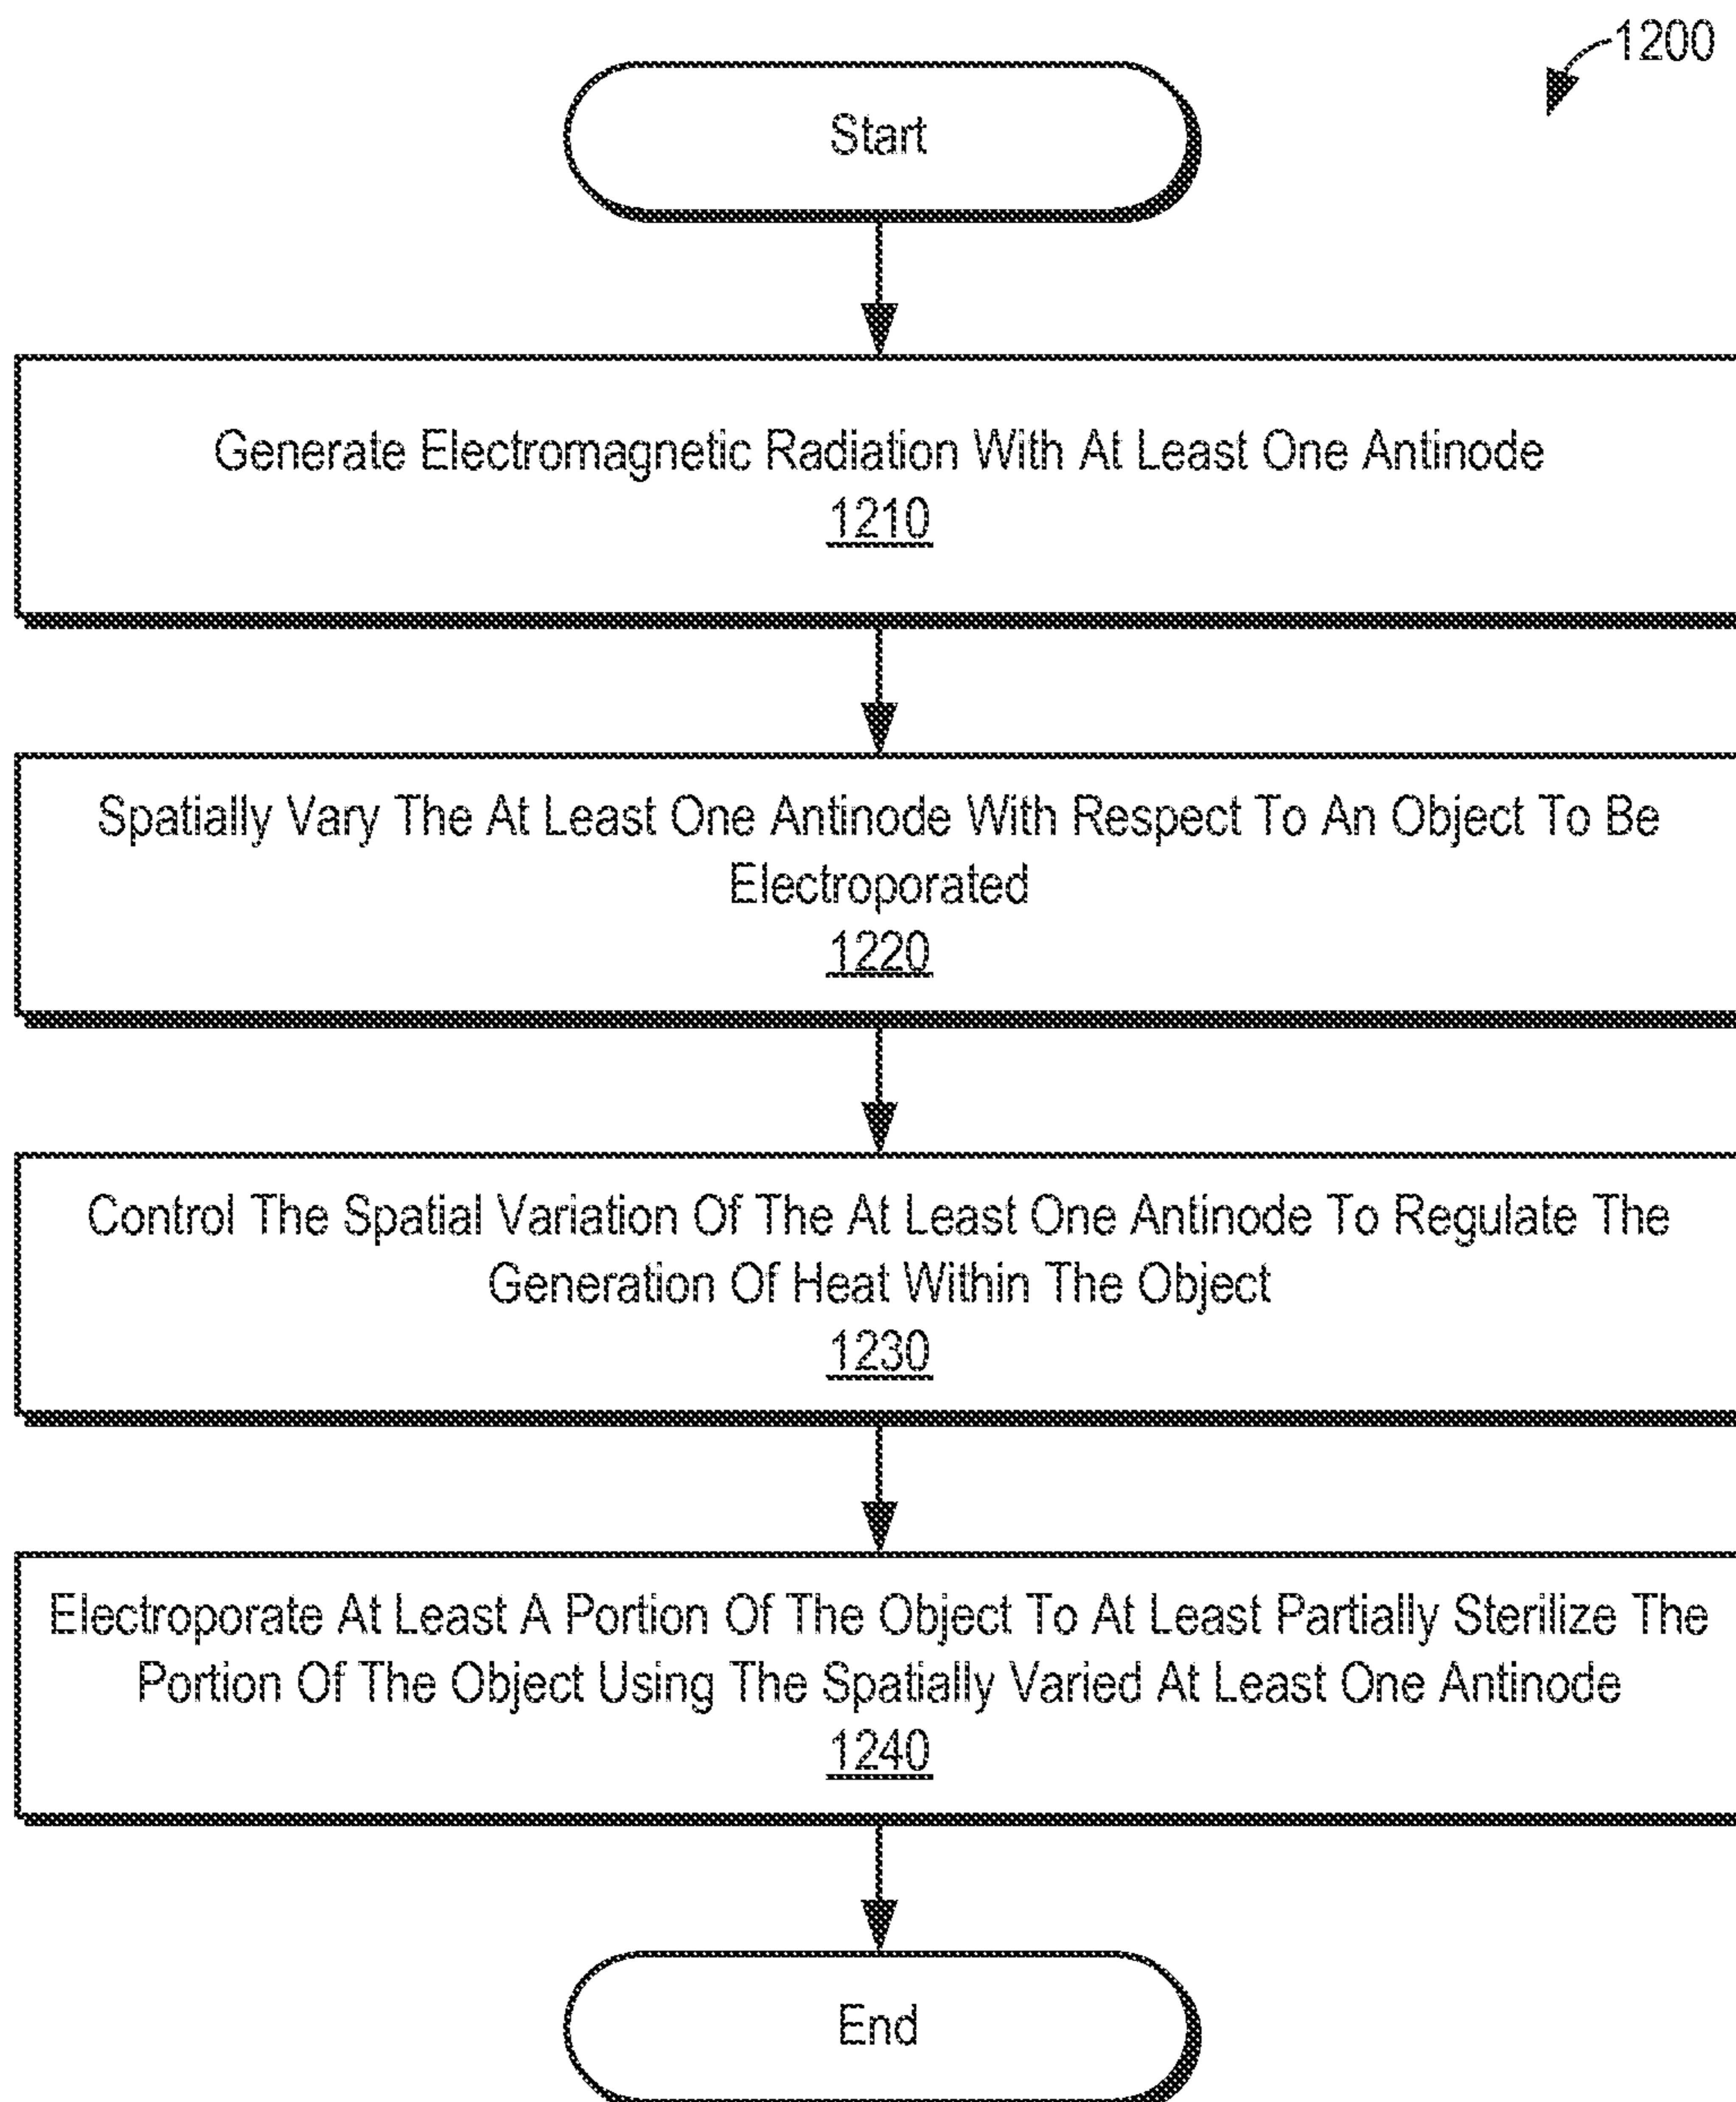 1200
Start
Generate Electromagnetic Radiation With At Least One Antinode
1210
Spatially Vary The At Least One Antinode With Respect To An Object To Be
Electroporated
1220
Control The Spatial Variation Of The At Least One Antinode To Regulate The
Generation Of Heat Within The Object
1230
Electroporate At Least A Portion Of The Object To At Least Partially Sterilize The
Portion Of The Object Using The Spatially Varied At Least One Antinode
1240
End